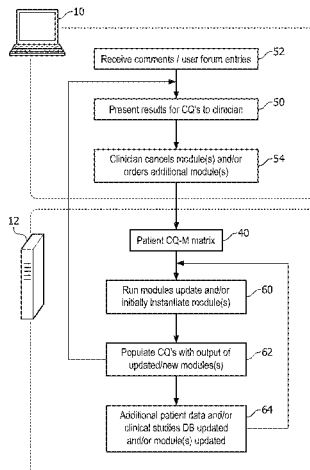 10
52
Receive comments / user forum entries
50
Present results for CQ's to clinician
54
Clinician cancels module(s) and/or
orders additional module(s)
12
40
Patient CQ-M matrix
60
Run modules update and/or
initially instantiate module(s)
62
Populate CQ's with output of
updated/new modules(s)
64
Additional patient data and/or
clinical studies DB updated
and/or module(s) updated